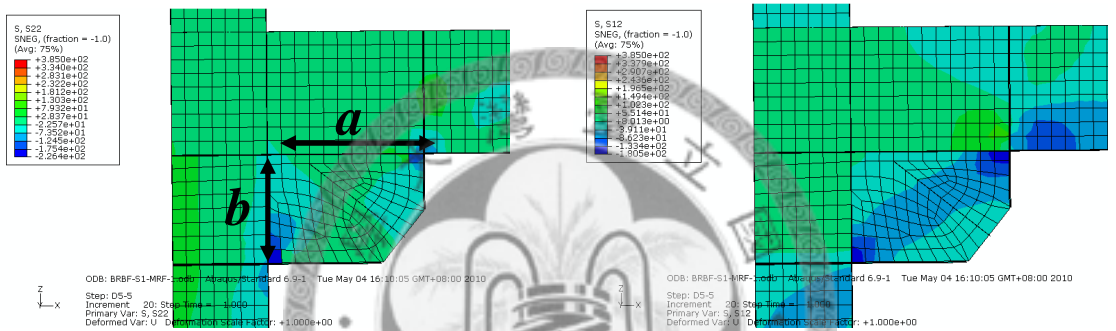 S, S22
SNEG, (fraction = -1.0)
(Avg: 75%)
+3.850e+02
+3.340e+02
+2.831e+02
+2.322e+02
+1.812e+02
+1.303e+02
+7.932e+01
+2.837e+01
-2.257e+01
-7.352e+01
-1.245e+02
-1.754e+02
-2.264e+02
a
b
ODB: BRBF-S1-MRF-1.odb Abaqus/Standard 6.9-1 Tue May 04 16:10:05 GMT+08:00 2010
Z X
Step: D5-5
Increment 20: Step Time = 1.000
Primary Var: S, S22
Deformed Var: U Deformation Scale Factor: +1.000e+00
S, S12
SNEG, (fraction = -1.0)
(Avg: 75%)
+3.850e+02
+3.379e+02
+2.907e+02
+2.436e+02
+1.965e+02
+1.494e+02
+1.023e+02
+5.514e+01
+8.013e+00
-3.911e+01
-8.623e+01
-1.334e+02
-1.805e+02
ODB: BRBF-S1-MRF-1.odb Abaqus/Standard 6.9-1 Tue May 04 16:10:05 GMT+08:00 2010
Z X
Step: D5-5
Increment 20: Step Time = 1.000
Primary Var: S, S12
Deformed Var: U Deformation Scale Factor: +1.000e+00
立
國